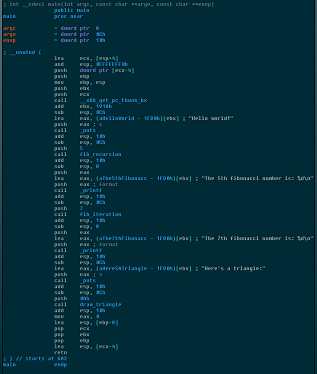 ; int __cdecl main(int argc, const char **argv, const char **envp)
public main
main proc near
argc = dword ptr 8
argv = dword ptr 0Ch
envp = dword ptr 10h
; __unwind {
lea ecx, [esp+4]
and esp, 0FFFFFFF0h
push dword ptr [ecx-4]
push ebp
mov ebp, esp
push ebx
push ecx
call __x86_get_pc_thunk_bx
add ebx,
sub esp, 0Ch
lea eax, (aHelloWorld - 1FD0h)[ebx] ; "Hello world!"
push eax ; s
call _puts
add esp, 10h
sub esp, 0Ch
push 5
call fib_recursion
add esp, 10h
sub esp, 8
push eax
lea eax, (aThe5thFibonacc - 1FD0h)[ebx] ; "The 5th Fibonacci number is: %d\n"
push eax ; format
call _printf
add esp, 10h
sub esp, 0Ch
push 7
call fib_iteration
add esp, 10h
sub esp, 8
push eax
lea eax, (aThe7thFibonacc - 1FD0h)[ebx] ; "The 7th Fibonacci number is: %d\n"
push eax ; format
call _printf
add esp, 10h
sub esp, 0Ch
lea eax, (aHereSATriangle - 1FD0h)[ebx] ; "Here's a triangle:"
push eax ; s
call _puts
add esp, 10h
sub esp, 0Ch
push 0Ah
call draw_triangle
add esp, 10h
mov eax, 0
lea esp, [ebp-8]
pop ecx
pop ebx
pop ebp
lea esp, [ecx-4]
retn
; } // starts at
main endp